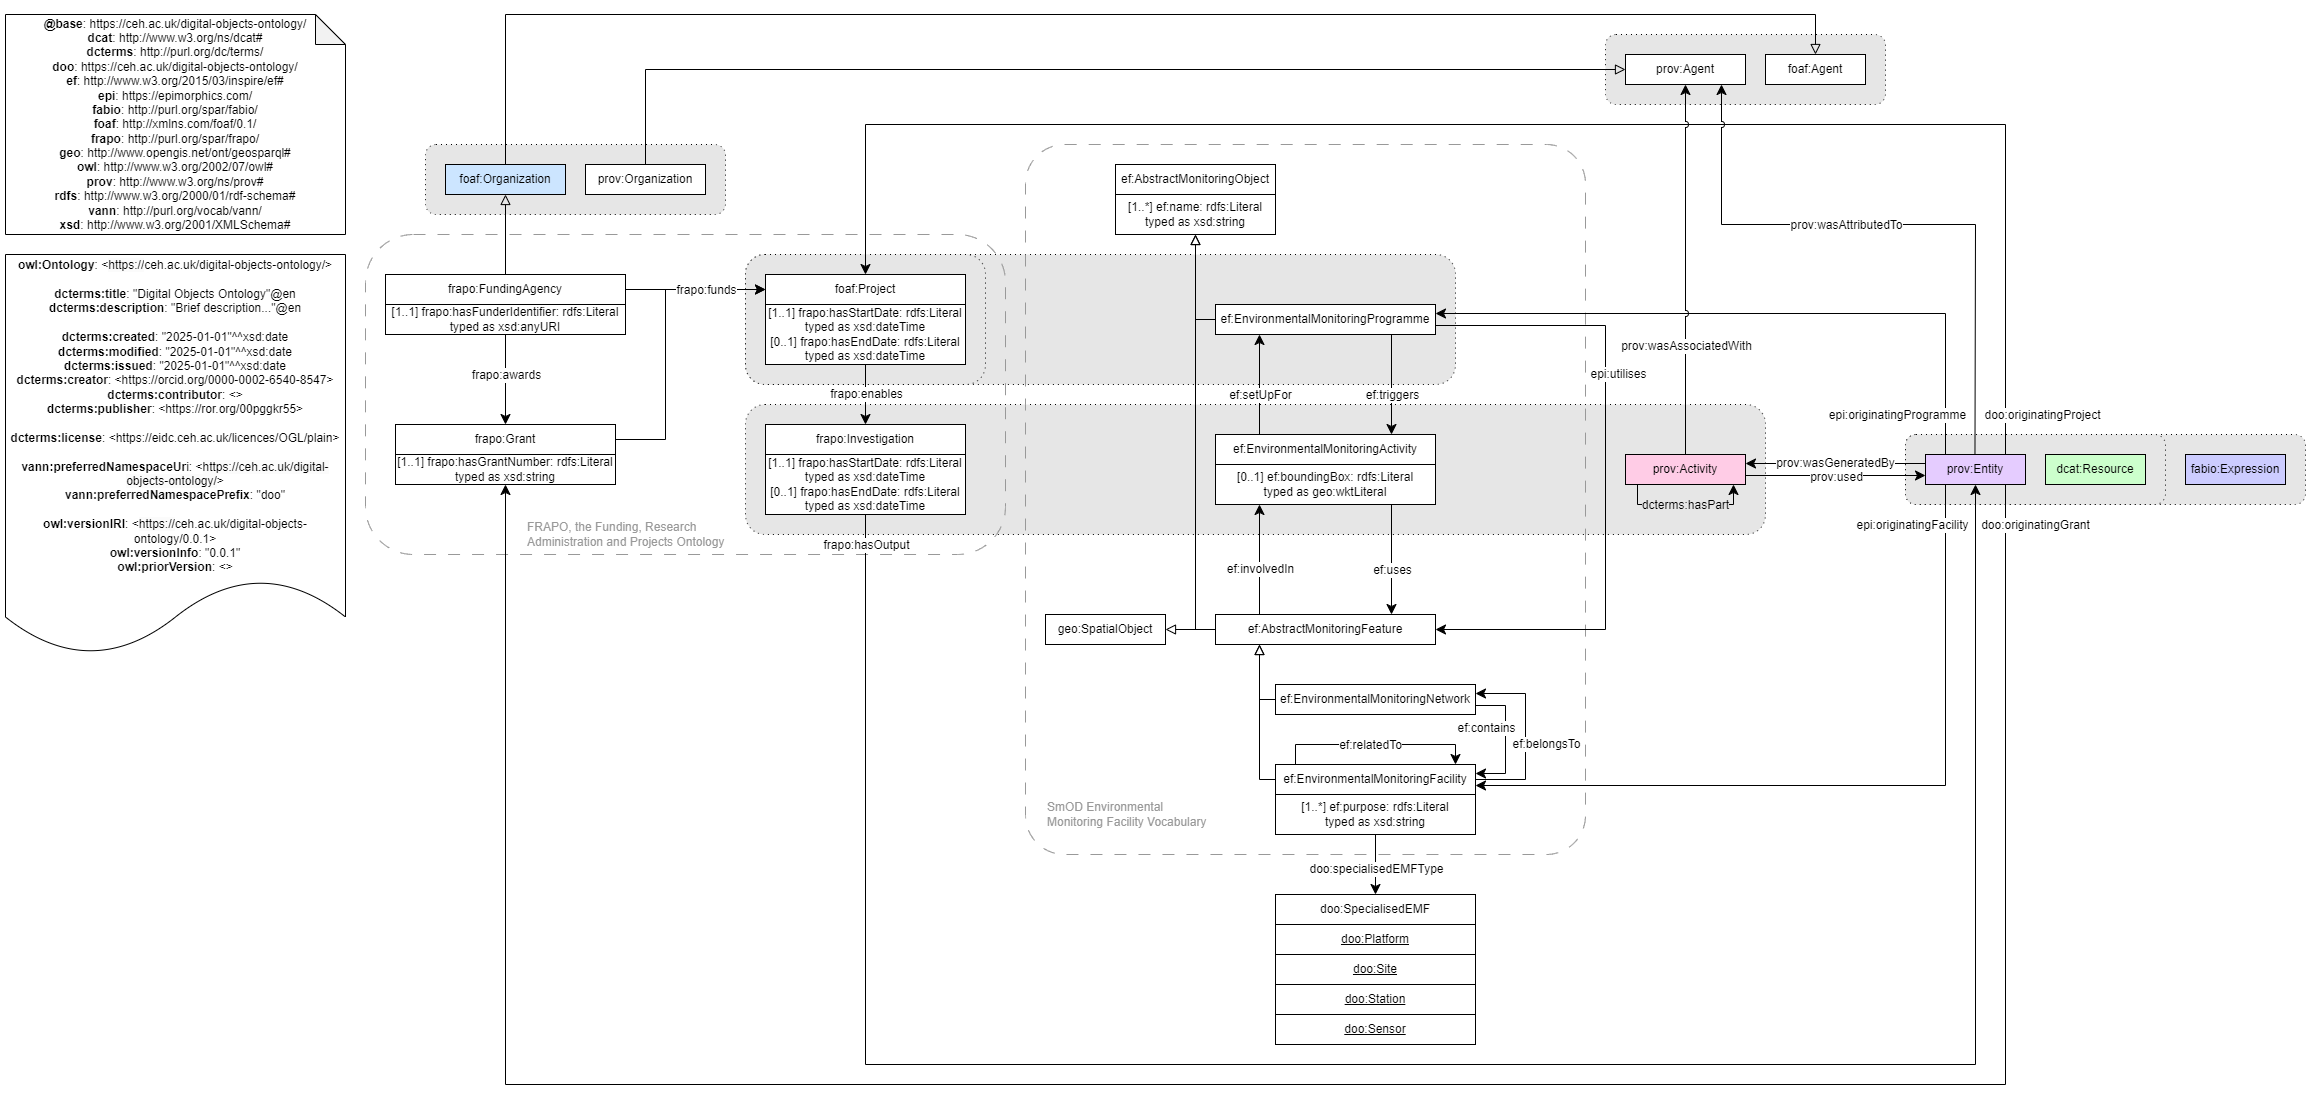 @base: https://ceh.ac.uk/digital-objects-ontology/
dcat: http://www.w3.org/ns/dcat#
dcterms: http://purl.org/dc/terms/
doo: https://ceh.ac.uk/digital-objects-ontology/
ef: http://www.w3.org/2015/03/inspire/ef#
epi: https://epimorphics.com/
fabio: http://purl.org/spar/fabio/
foaf: http://xmlns.com/foaf/0.1/
frapo: http://purl.org/spar/frapo/
geo: http://www.opengis.net/ont/geosparql#
owl: http://www.w3.org/2002/07/owl#
prov: http://www.w3.org/ns/prov#
rdfs: http://www.w3.org/2000/01/rdf-schema#
vann: http://purl.org/vocab/vann/
xsd: http://www.w3.org/2001/XMLSchema#
owl:Ontology: <https://ceh.ac.uk/digital-objects-ontology/>
dcterms:title: "Digital Objects Ontology"@en
dcterms:description: "Brief description..."@en
dcterms:created: "2025-01-01"^^xsd:date
dcterms:modified: "2025-01-01"^^xsd:date
dcterms:issued: "2025-01-01"^^xsd:date
dcterms:creator: <https://orcid.org/0000-0002-6540-8547>
dcterms:contributor: <>
dcterms:publisher: <https://ror.org/00pggkr55>
dcterms:license: <https://eidc.ceh.ac.uk/licences/OGL/plain>
vann:preferredNamespaceUri: <https://ceh.ac.uk/digital-
objects-ontology/>
vann:preferredNamespacePrefix: "doo"
owl:versionIRI: <https://ceh.ac.uk/digital-objects-
ontology/0.0.1>
owl:versionInfo: "0.0.1"
owl:priorVersion: <>
foaf:Organization
prov:Organization
frapo:FundingAgency
[1..1] frapo:hasFunderIdentifier: rdfs:Literal
typed as xsd:anyURI
frapo:awards
frapo:Grant
[1..1] frapo:hasGrantNumber: rdfs:Literal
typed as xsd:string
frapo:funds
foaf:Project
[1..1] frapo:hasStartDate: rdfs:Literal
typed as xsd:dateTime
[0..1] frapo:hasEndDate: rdfs:Literal
typed as xsd:dateTime
frapo:enables
frapo:Investigation
[1..1] frapo:hasStartDate: rdfs:Literal
typed as xsd:dateTime
[0..1] frapo:hasEndDate: rdfs:Literal
typed as xsd:dateTime
frapo:hasOutput
FRAPO, the Funding, Research
Administration and Projects Ontology
ef:AbstractMonitoringObject
[1..*] ef:name: rdfs:Literal
typed as xsd:string
ef:EnvironmentalMonitoringProgramme
ef:setUpFor
ef:triggers
ef:EnvironmentalMonitoringActivity
[0..1] ef:boundingBox: rdfs:Literal
typed as geo:wktLiteral
ef:involvedIn
ef:uses
geo:SpatialObject
ef:AbstractMonitoringFeature
ef:EnvironmentalMonitoringNetwork
ef:contains
ef:belongsTo
ef:relatedTo
ef:EnvironmentalMonitoringFacility
[1..*] ef:purpose: rdfs:Literal
typed as xsd:string
SmOD Environmental
Monitoring Facility Vocabulary
doo:specialisedEMFType
doo:SpecialisedEMF
doo:Platform
doo:Site
doo:Station
doo:Sensor
prov:Agent
foaf:Agent
prov:wasAttributedTo
prov:wasAssociatedWith
epi:utilises
epi:originatingProgramme
doo:originatingProject
prov:Activity
dcterms:hasPart
prov:wasGeneratedBy
prov:used
prov:Entity
dcat:Resource
fabio:Expression
epi:originatingFacility
doo:originatingGrant